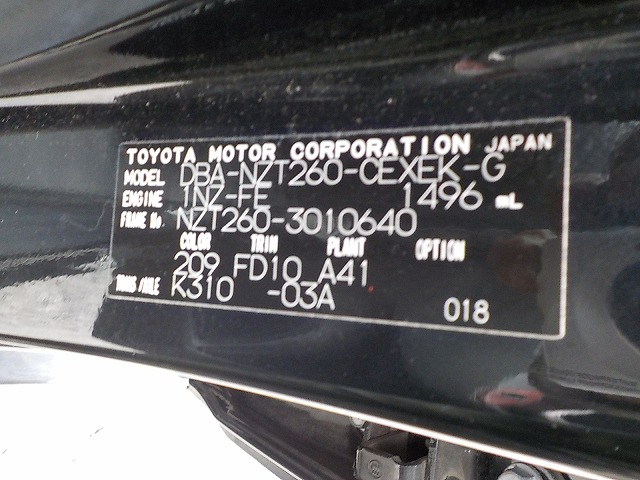 TOYOTA MOTOR CORPORATION JAPAN
MODEL DBA-NZT260-CEXEK-G
ENGINE 1NZ-FE 1496 mL
FRAME No NZT260-3010640
COLOR TRIM PLANT OPTION
209 FD10 A41
TRANS/AXLE K310 -03A 018